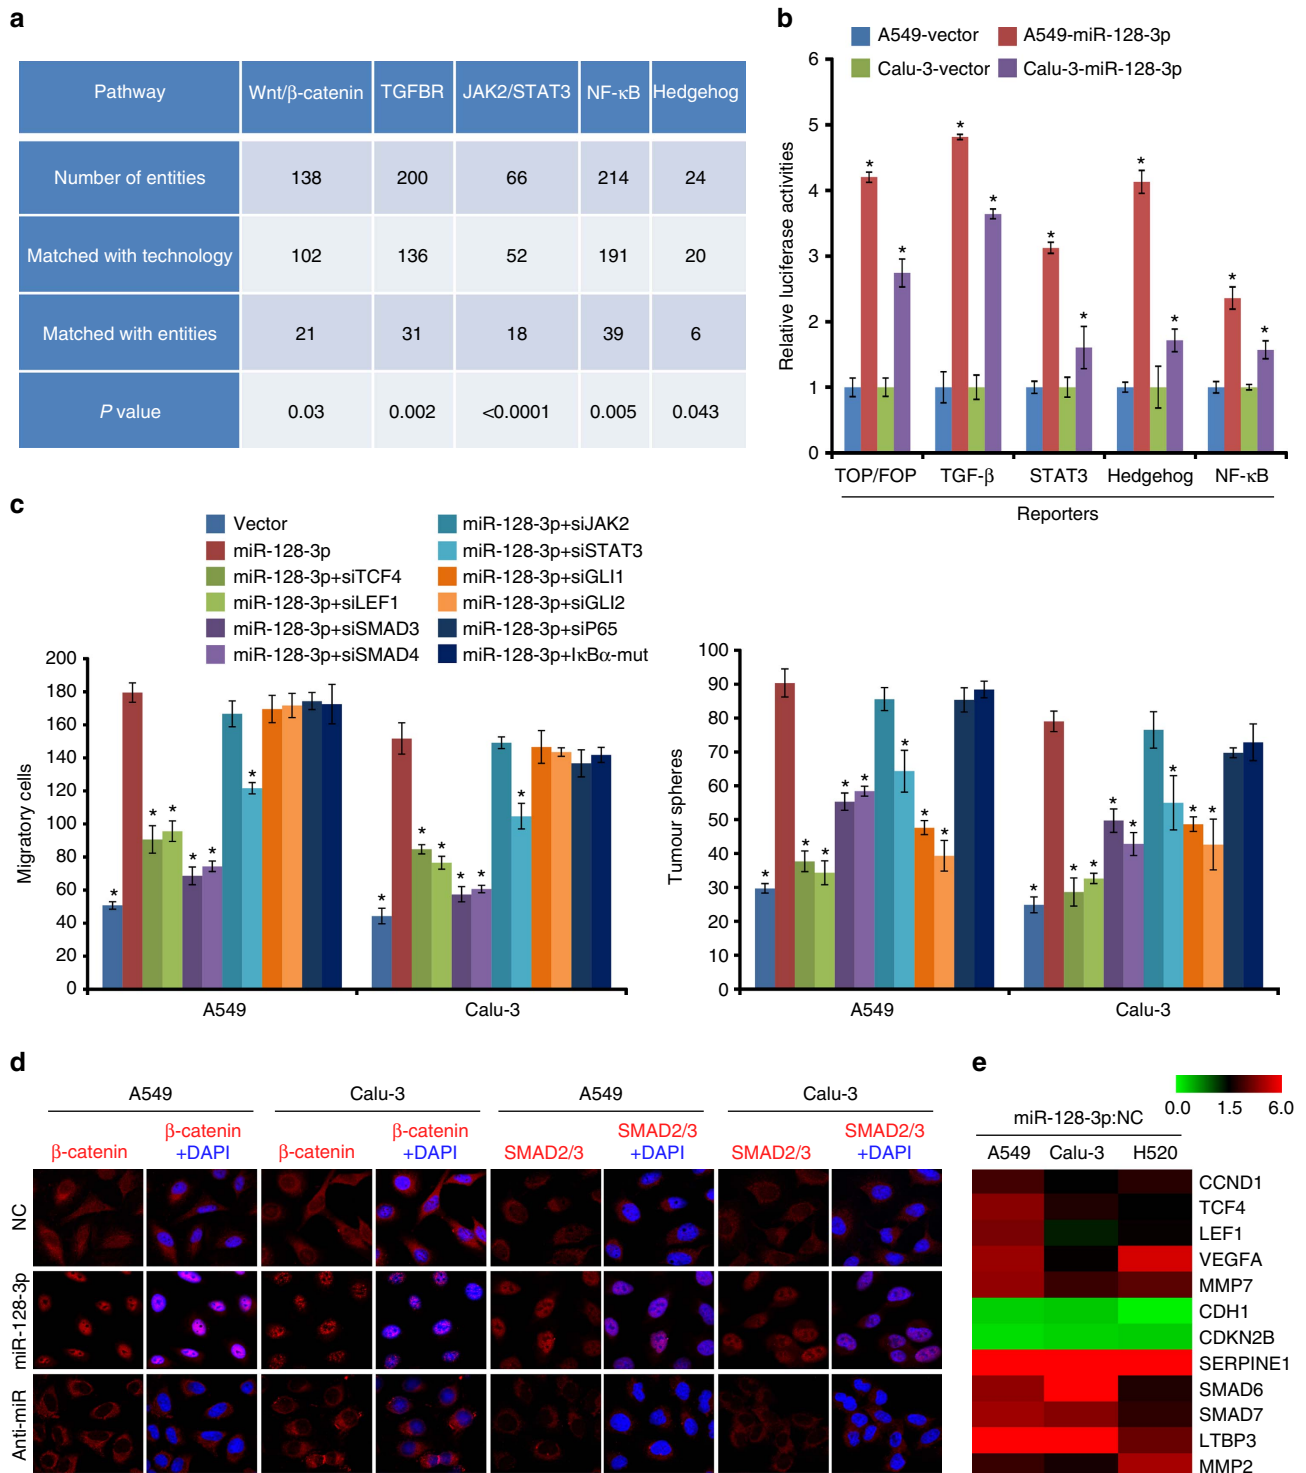 a
Pathway Wnt/β-catenin TGFBR JAK2/STAT3 NF-κB Hedgehog
Number of entities 138 200 66 214 24
Matched with technology 102 136 52 191 20
Matched with entities 21 31 18 39 6
P value 0.03 0.002 <0.0001 0.005 0.043
b
A549-vector A549-miR-128-3p
Calu-3-vector Calu-3-miR-128-3p
Relative luciferase activities
6
5
4
3
2
1
0
* * * * * * * * * *
TOP/FOP TGF-β STAT3 Hedgehog NF-κB
Reporters
c
Vector
miR-128-3p
miR-128-3p+siTCF4
miR-128-3p+siLEF1
miR-128-3p+siSMAD3
miR-128-3p+siSMAD4
miR-128-3p+siJAK2
miR-128-3p+siSTAT3
miR-128-3p+siGLI1
miR-128-3p+siGLI2
miR-128-3p+siP65
miR-128-3p+IκBα-mut
Migratory cells
200
180
160
140
120
100
80
60
40
20
0
* * * * * * * * * * * *
A549 Calu-3
Tumour spheres
100
90
80
70
60
50
40
30
20
10
0
* * * * * * * * * * * * * * * *
A549 Calu-3
d
A549 Calu-3 A549 Calu-3
β-catenin β-catenin +DAPI β-catenin β-catenin +DAPI SMAD2/3 SMAD2/3 +DAPI SMAD2/3 SMAD2/3 +DAPI
NC
miR-128-3p
Anti-miR
e
0.0 1.5 6.0
miR-128-3p:NC
A549 Calu-3 H520
CCND1
TCF4
LEF1
VEGFA
MMP7
CDH1
CDKN2B
SERPINE1
SMAD6
SMAD7
LTBP3
MMP2